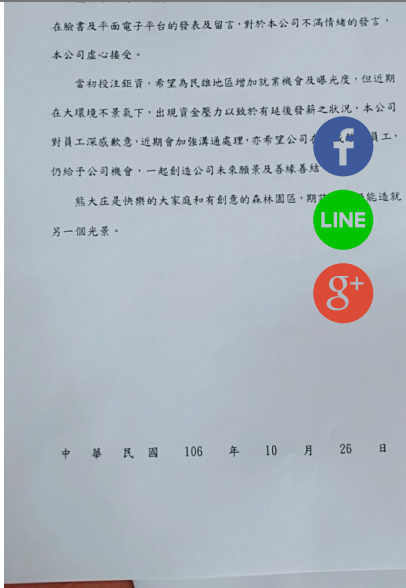 在臉書及平面電子平台的發表及留言，對於本公司不滿情緒的發言，
本公司虛心接受。
當初投注鉅資，希望為民雄地區增加就業機會及曝光度，但近期
在大環境不景氣下，出現資金壓力以致於有延後發薪之狀況，本公司
對員工深感歉意，近期會加強溝通處理，亦希望公司在 員工，
仍給予公司機會，一起創造公司未來願景及善緣善結
熊大庄是快樂的大家庭和有創意的森林園區，期 能造就
另一個光景。
中 華 民 國 106 年 10 月 26 日
f
LINE
g+